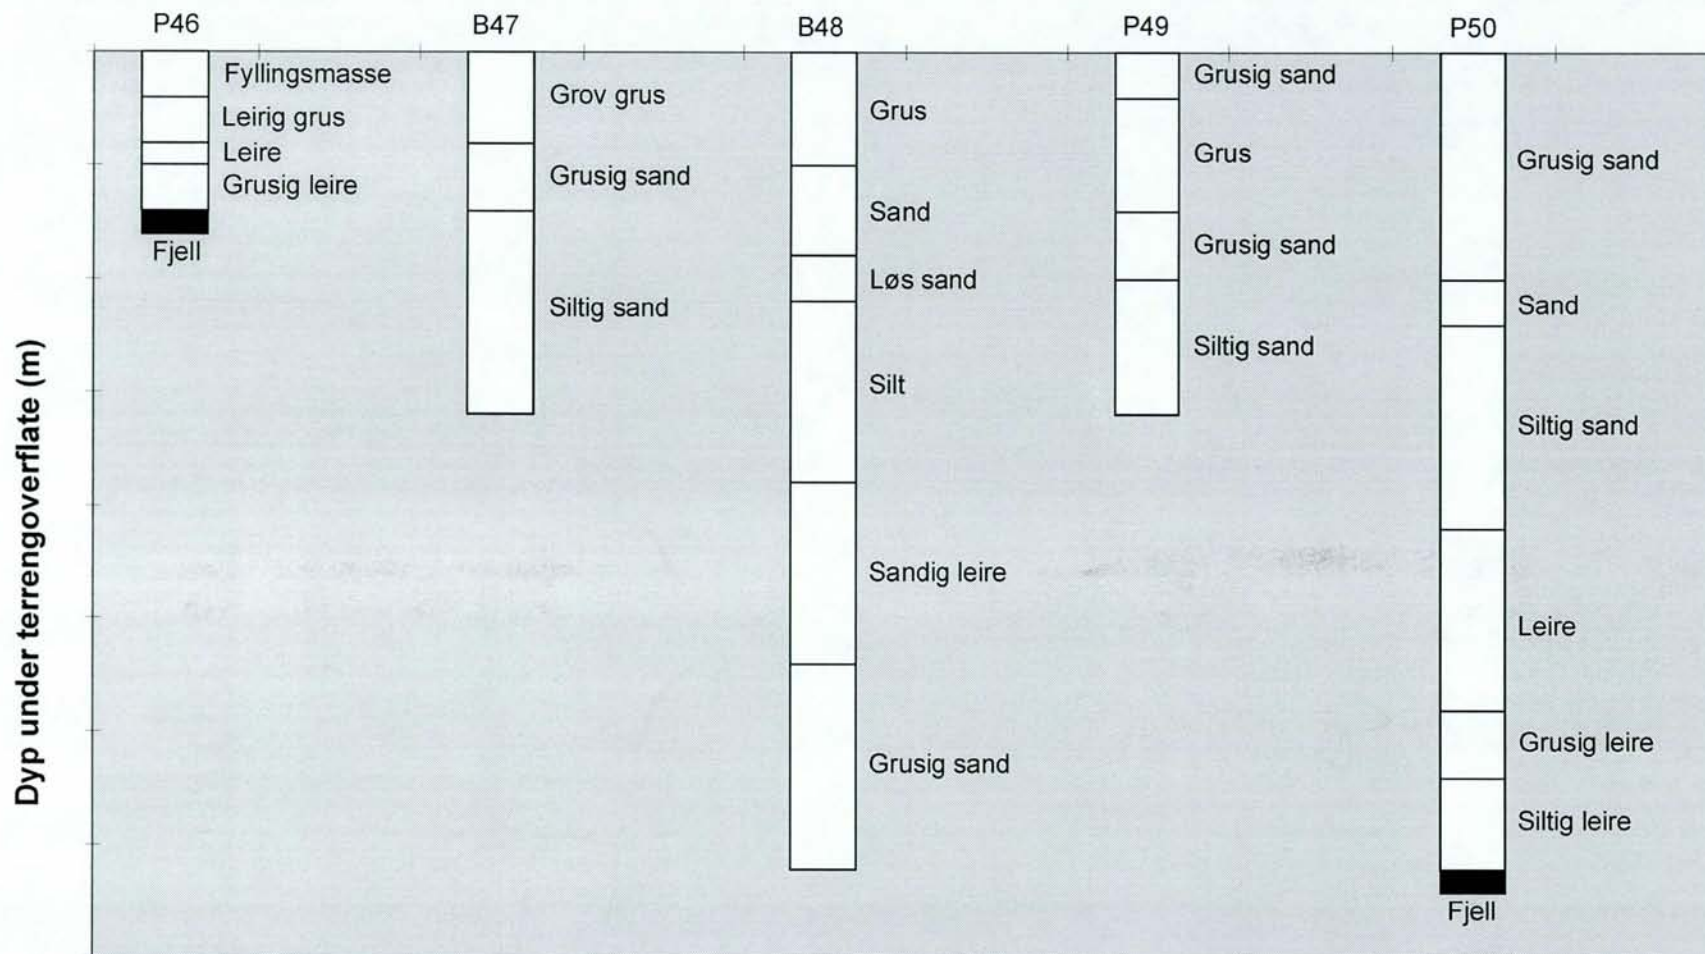 P46
B47
B48
P49
P50
Fyllingsmasse
Leirig grus
Leire
Grusig leire
Fjell
Grov grus
Grusig sand
Siltig sand
Grus
Sand
Løs sand
Silt
Sandig leire
Grusig sand
Grusig sand
Grus
Grusig sand
Siltig sand
Grusig sand
Sand
Siltig sand
Leire
Grusig leire
Siltig leire
Fjell
Dyp under terrengoverflate (m)